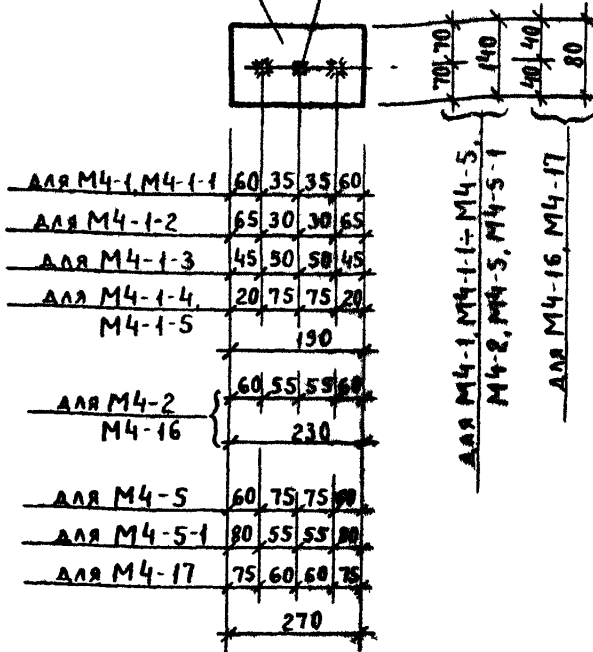 70 70
140
40 40
80
для М4-1, М4-1-1 60 35 35 60
для М4-1-2 65 30 30 65
для М4-1-3 45 50 50 45
для М4-1-4, 20 75 75 20
М4-1-5
190
60 55 55 60
для М4-2
М4-16
230
для М4-5 60 75 75 60
для М4-5-1 80 55 55 80
для М4-17 75 60 60 75
270
для М4-1, М4-1-1÷М4-5,
М4-2, М4-5, М4-5-1
для М4-16, М4-17